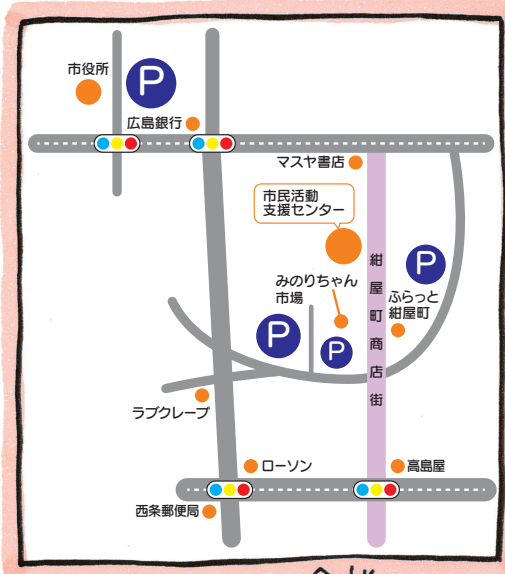 市役所
P
広島銀行
マスヤ書店
市民活動
支援センター
紺屋町商店街
P
みのりちゃん
市場
ふらっと
紺屋町
P
P
ラブクレープ
ローソン
高島屋
西条郵便局